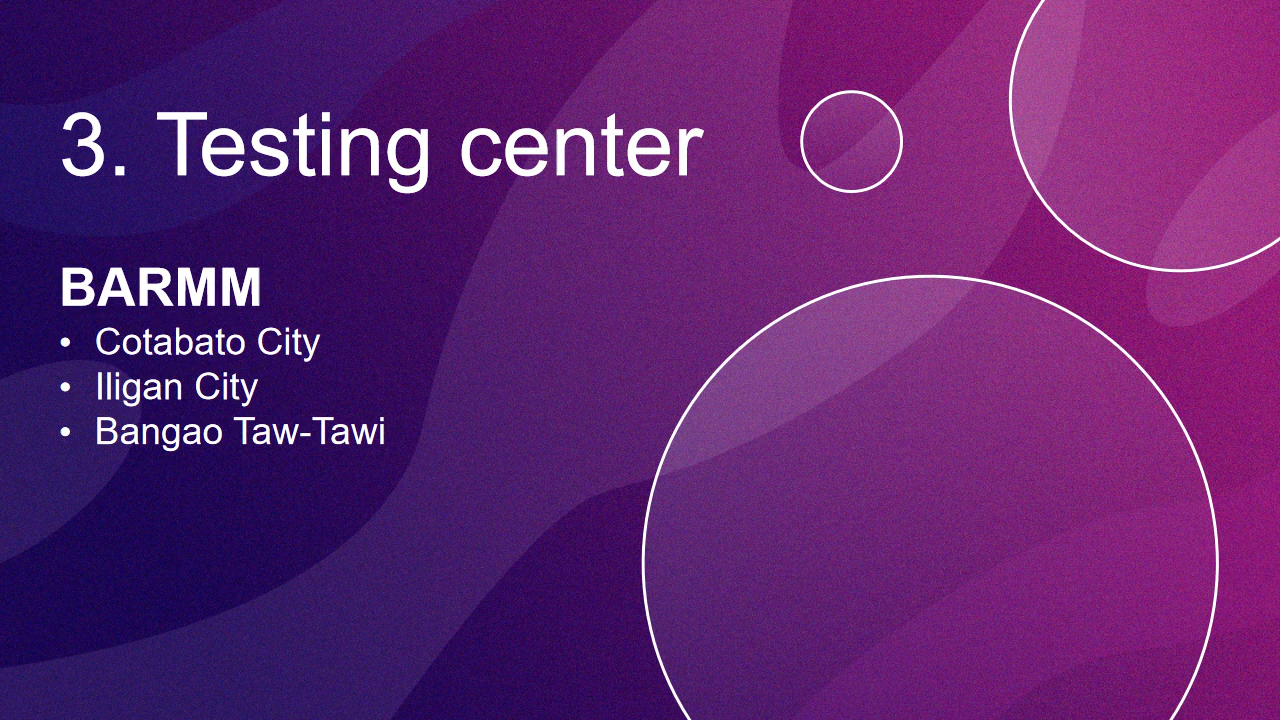 3. Testing center
BARMM
• Cotabato City
• Iligan City
• Bangao Taw-Tawi